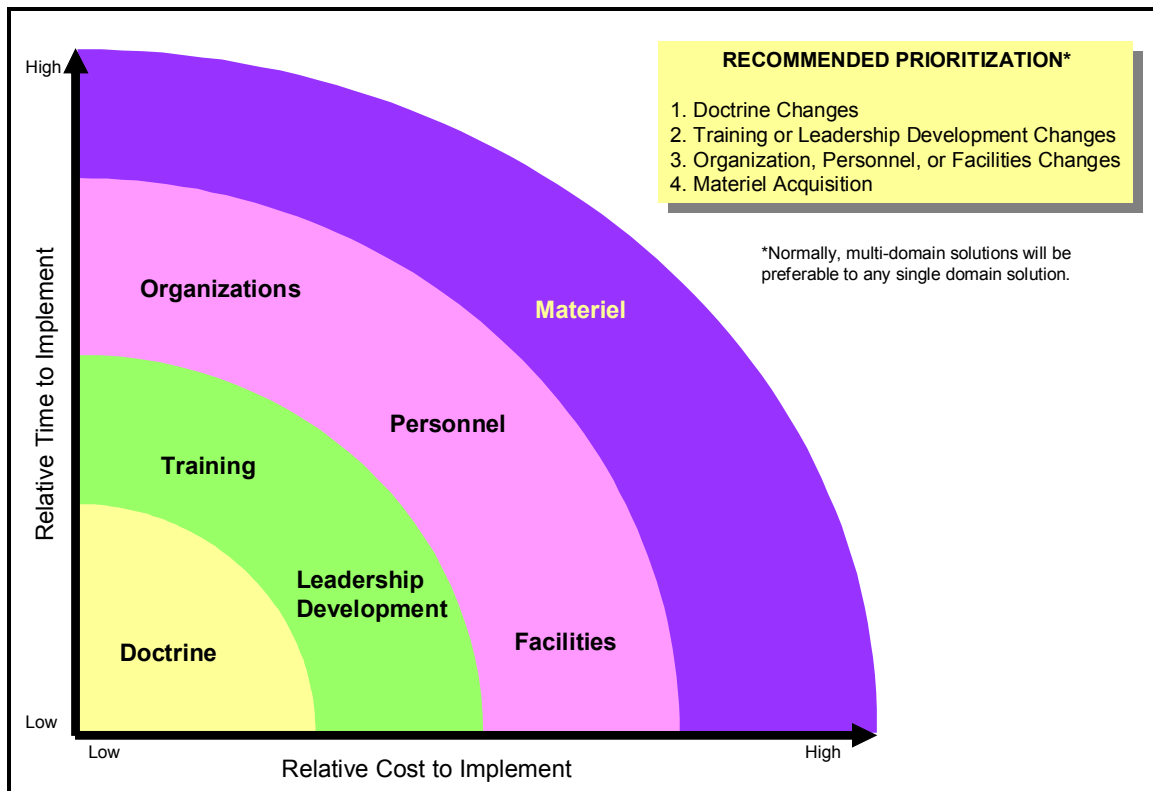 High
RECOMMENDED PRIORITIZATION*
1. Doctrine Changes
2. Training or Leadership Development Changes
3. Organization, Personnel, or Facilities Changes
4. Materiel Acquisition
*Normally, multi-domain solutions will be
preferable to any single domain solution.
Relative Time to Implement
Organizations
Materiel
Personnel
Training
Leadership
Development
Facilities
Doctrine
Low
Low
High
Relative Cost to Implement